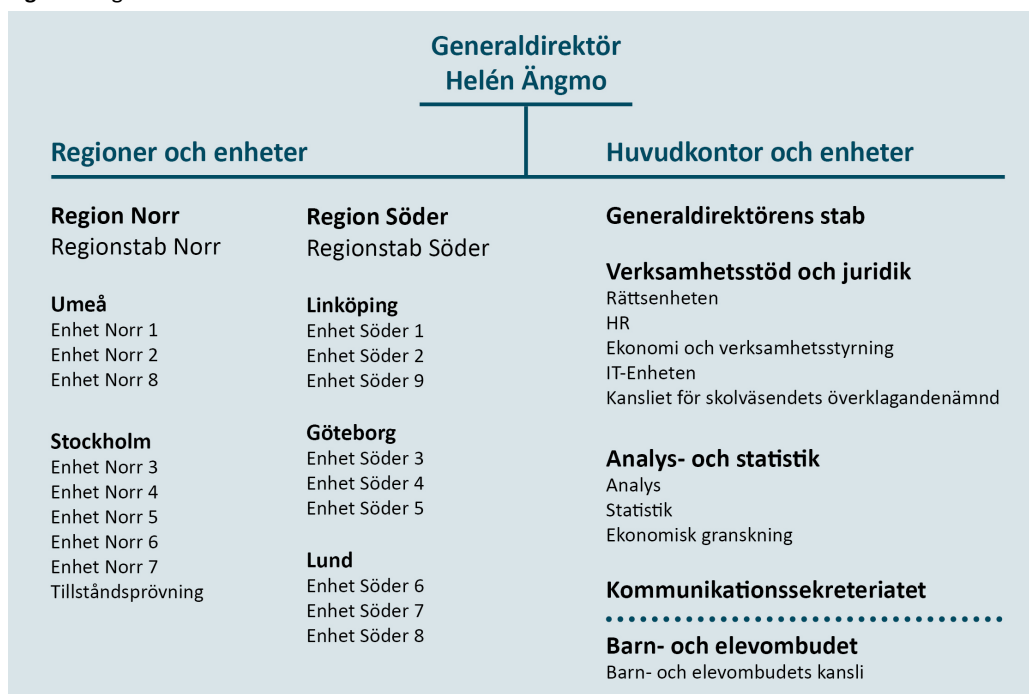 Generaldirektör
Helén Ängmo
Regioner och enheter
Region Norr
Regionstab Norr
Umeå
Enhet Norr 1
Enhet Norr 2
Enhet Norr 8
Stockholm
Enhet Norr 3
Enhet Norr 4
Enhet Norr 5
Enhet Norr 6
Enhet Norr 7
Tillståndsprövning
Region Söder
Regionstab Söder
Linköping
Enhet Söder 1
Enhet Söder 2
Enhet Söder 9
Göteborg
Enhet Söder 3
Enhet Söder 4
Enhet Söder 5
Lund
Enhet Söder 6
Enhet Söder 7
Enhet Söder 8
Huvudkontor och enheter
Generaldirektörens stab
Verksamhetsstöd och juridik
Rättsenheten
HR
Ekonomi och verksamhetsstyrning
IT-Enheten
Kansliet för skolväsendets överklagandenämnd
Analys- och statistik
Analys
Statistik
Ekonomisk granskning
Kommunikationssekreteriatet
Barn- och elevombudet
Barn- och elevombudets kansli